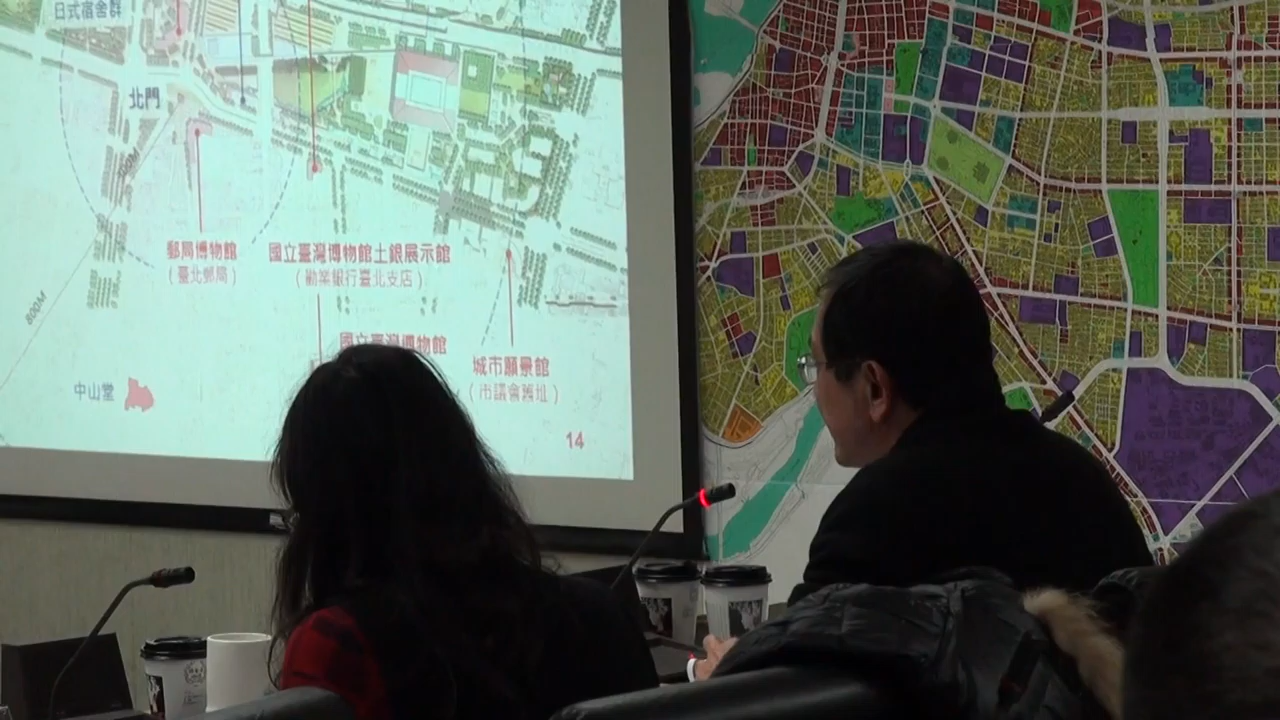 日式宿舍群
北門
郵局博物館
(臺北郵局)
國立臺灣博物館土銀展示館
(勸業銀行臺北支店)
800M
國立臺灣博物館
城市願景館
(市議會舊址)
中山堂
14